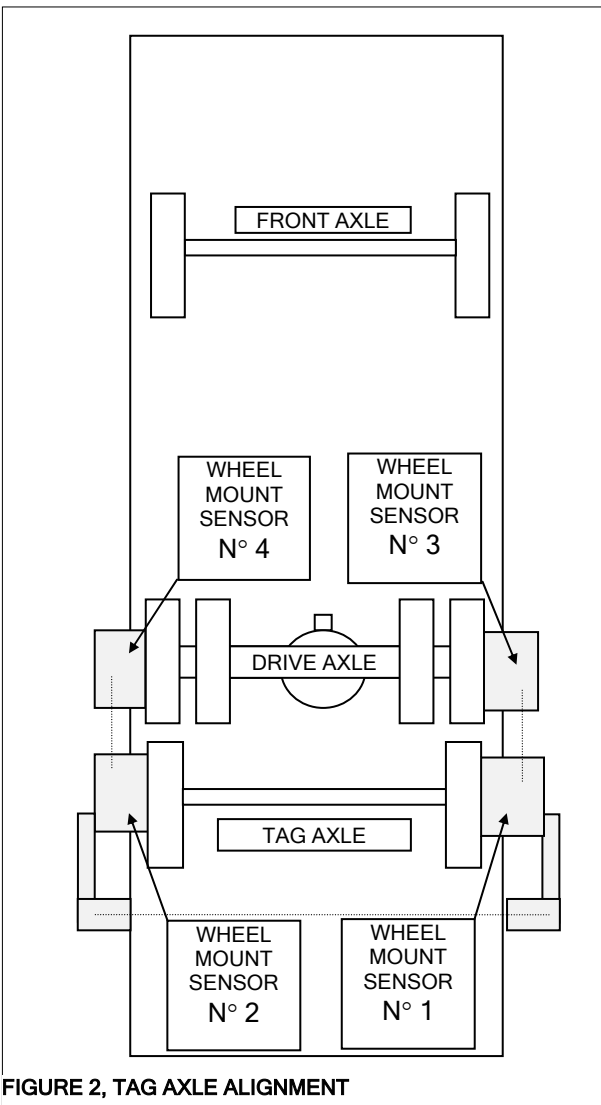 FRONT AXLE
WHEEL
MOUNT
SENSOR
N° 4
WHEEL
MOUNT
SENSOR
N° 3
DRIVE AXLE
TAG AXLE
WHEEL
MOUNT
SENSOR
N° 2
WHEEL
MOUNT
SENSOR
N° 1
FIGURE 2, TAG AXLE ALIGNMENT